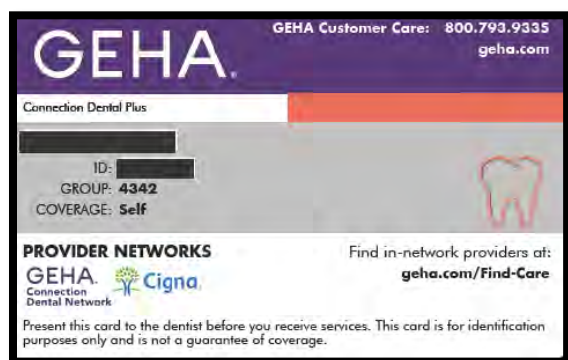 GEHA.
GEHA Customer Care: 800.793.9335
geha.com
Connection Dental Plus
ID:
GROUP: 4342
COVERAGE: Self
PROVIDER NETWORKS
GEHA.
Connection
Dental Network
Cigna
Find in-network providers at:
geha.com/Find-Care
Present this card to the dentist before you receive services. This card is for identification
purposes only and is not a guarantee of coverage.